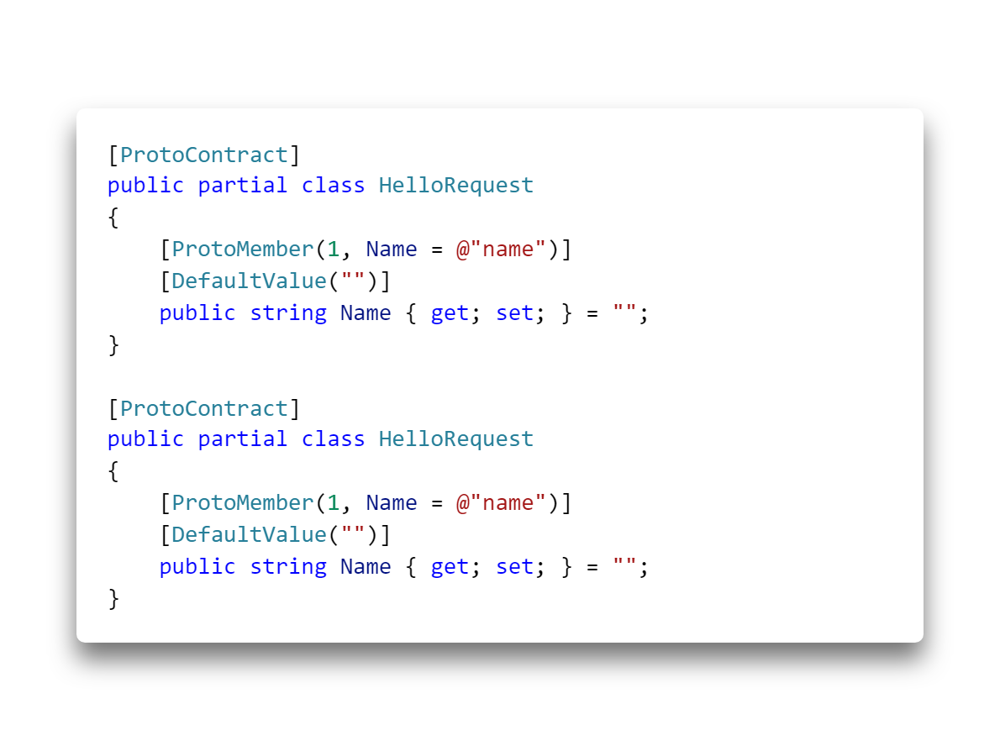 [ProtoContract]
public partial class HelloRequest
{
    [ProtoMember(1, Name = @"name")]
    [DefaultValue("")]
    public string Name { get; set; } = "";
}

[ProtoContract]
public partial class HelloRequest
{
    [ProtoMember(1, Name = @"name")]
    [DefaultValue("")]
    public string Name { get; set; } = "";
}